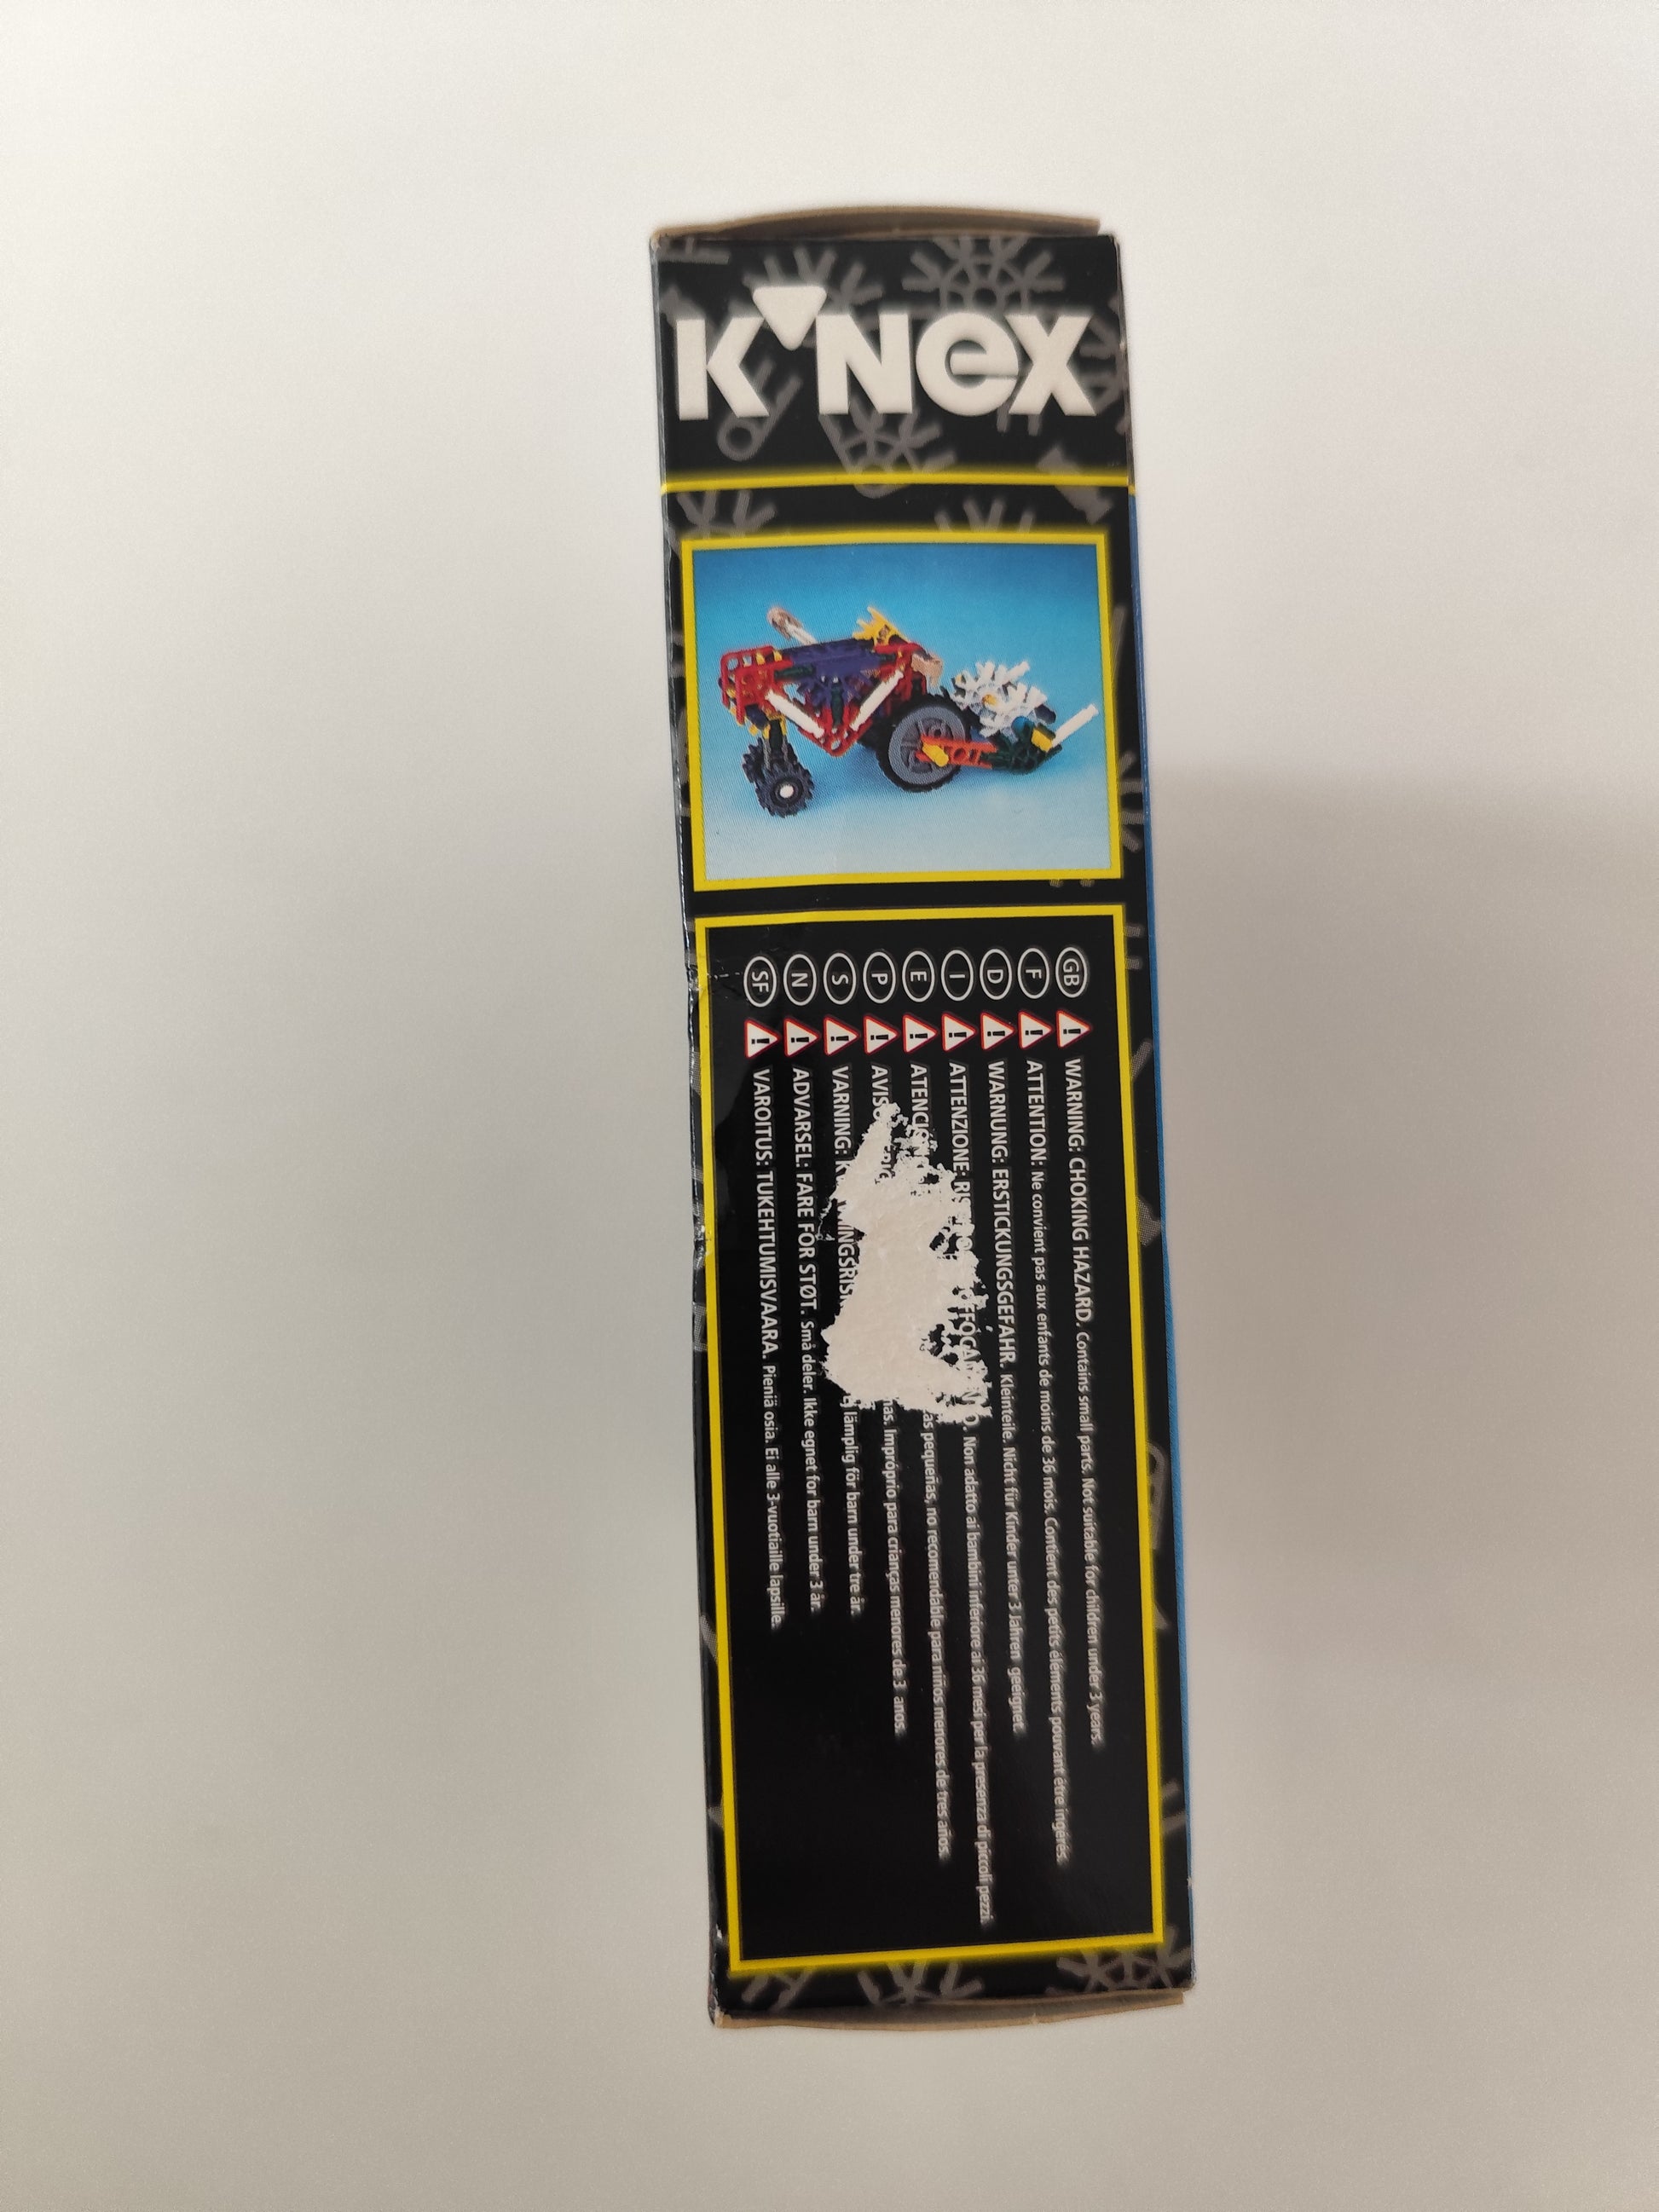 K'NEX
GB WARNING: CHOKING HAZARD. Contains small parts. Not suitable for children under 3 years.
F ATTENTION: Ne convient pas aux enfants de moins de 36 mois. Contient des petits éléments pouvant être ingérés.
D WARNUNG: ERSTICKUNGSGEFAHR. Kleinteile. Nicht für Kinder unter 3 Jahren geeignet.
I ATTENZIONE: Non adatto ai bambini inferiore ai 36 mesi per la presenza di piccoli pezzi.
E pequeñas, no recomendable para niños menores de tres años.
P Impróprio para crianças menores de 3 anos.
S VARNING: lämplig för barn under tre år.
N ADVARSEL: FARE FOR STØT. Små deler. Ikke egnet for barn under 3 år.
SF VAROITUS: TUKEHTUMISVAARA. Pieniä osia. Ei alle 3-vuotiaille lapsille.